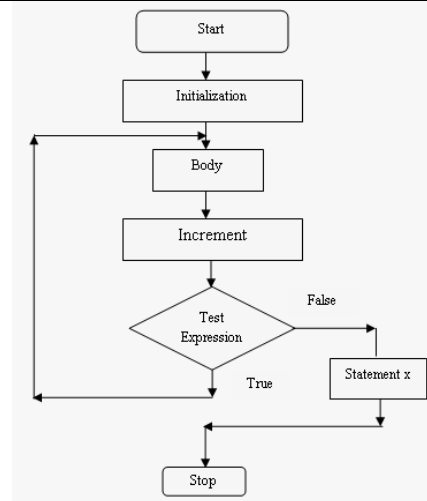 Start
Initialization
Body
Increment
False
Test
Expression
Statement x
True
Stop